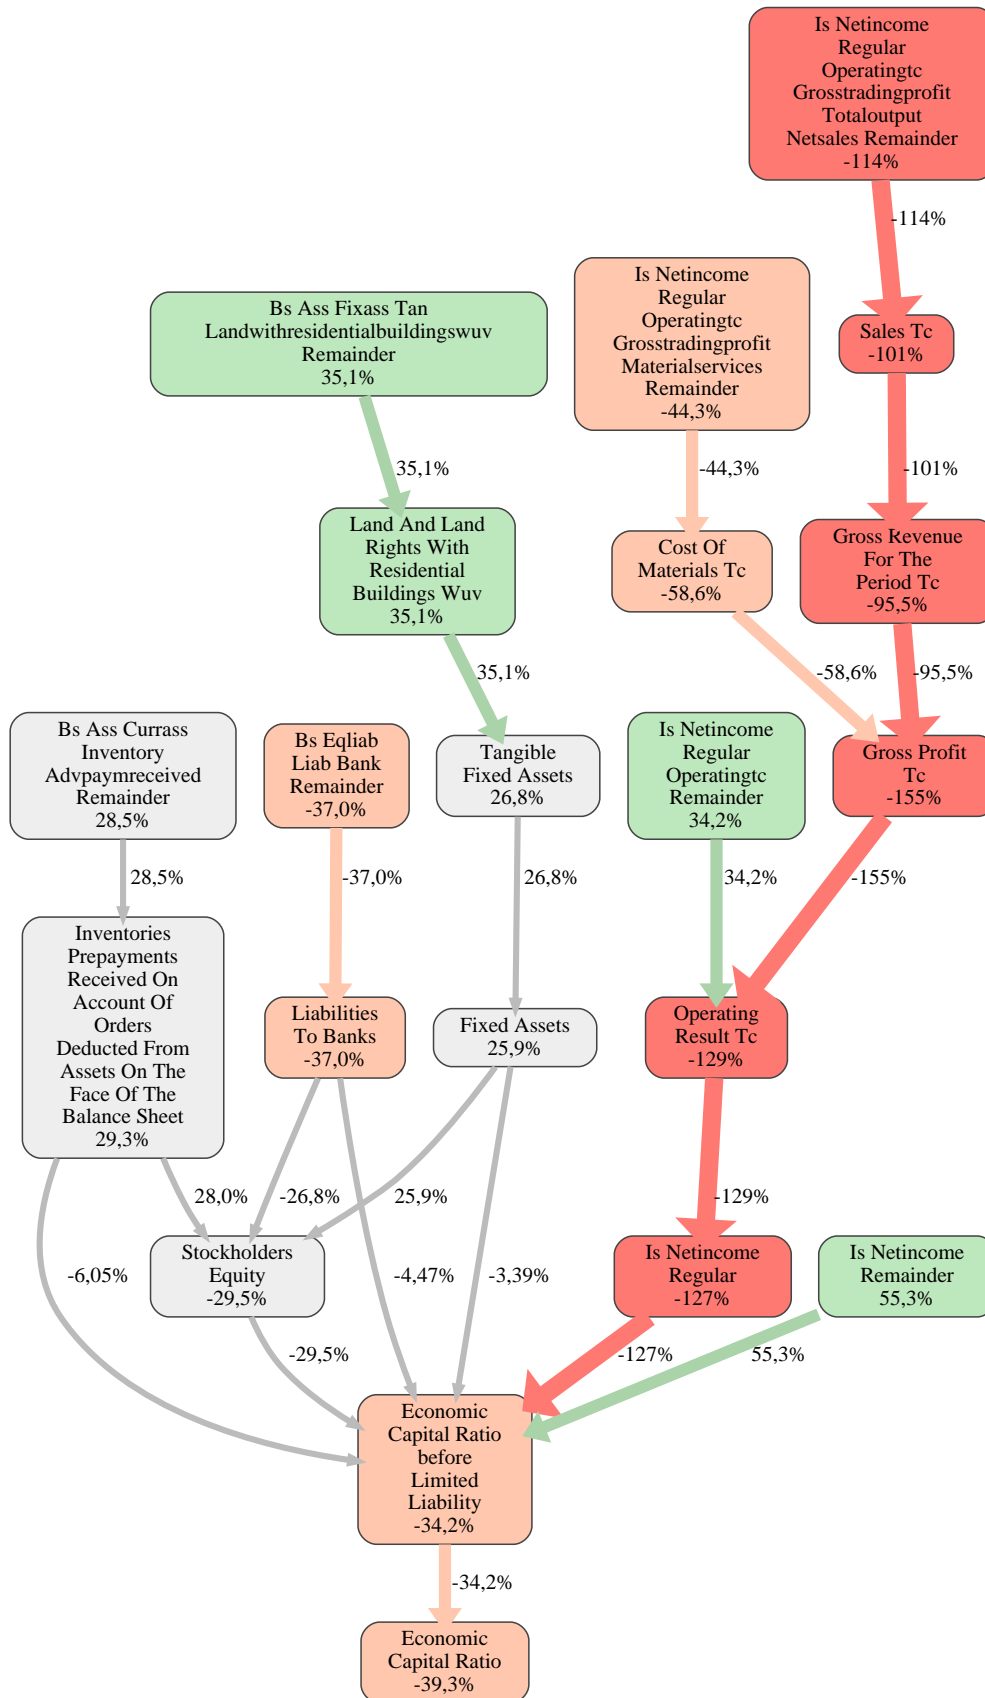 Is Netincome
Regular
Operatingtc
Grosstradingprofit
Totaloutput
Netsales Remainder
-114%
-114%
Is Netincome
Regular
Operatingtc
Grosstradingprofit
Materialservices
Remainder
-44,3%
Bs Ass Fixass Tan
Landwithresidentialbuildingswuv
Remainder
35,1%
Sales Tc
-101%
35,1%
-44,3%
-101%
Land And Land
Rights With
Residential
Buildings Wuv
35,1%
Cost Of
Materials Tc
-58,6%
Gross Revenue
For The
Period Tc
-95,5%
35,1%
-58,6%
-95,5%
Bs Ass Currass
Inventory
Advpaymreceived
Remainder
28,5%
Bs Eqliab
Liab Bank
Remainder
-37,0%
Tangible
Fixed Assets
26,8%
Is Netincome
Regular
Operatingtc
Remainder
34,2%
Gross Profit
Tc
-155%
28,5%
-37,0%
26,8%
34,2%
-155%
Inventories
Prepayments
Received On
Account Of
Orders
Deducted From
Assets On The
Face Of The
Balance Sheet
29,3%
Liabilities
To Banks
-37,0%
Fixed Assets
25,9%
Operating
Result Tc
-129%
28,0%
-26,8%
25,9%
-129%
Stockholders
Equity
-29,5%
Is Netincome
Regular
-127%
Is Netincome
Remainder
55,3%
-6,05%
-4,47%
-3,39%
-29,5%
-127%
55,3%
Economic
Capital Ratio
before
Limited
Liability
-34,2%
-34,2%
Economic
Capital Ratio
-39,3%